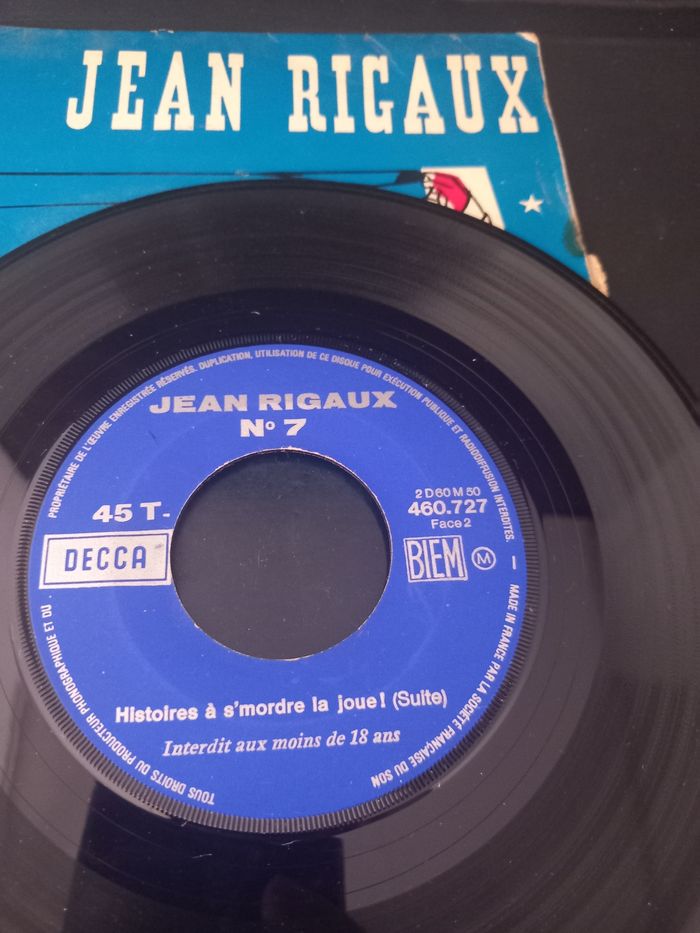 JEAN RIGAUX
JEAN RIGAUX
Nº 7
45 T-
2 D 60 M 50
460.727
Face 2
DECCA
BIEM
M
Histoires à s'mordre la joue! (Suite)
Interdit aux moins de 18 ans
TOUS DROITS DU PRODUCTEUR PHONOGRAPHIQUE ET DU PROPRIÉTAIRE DE L'ŒUVRE ENREGISTRÉE RÉSERVÉS. DUPLICATION, UTILISATION DE CE DISQUE POUR EXÉCUTION PUBLIQUE ET RADIODIFFUSION INTERDITES. — MADE IN FRANCE PAR LA SOCIÉTÉ FRANÇAISE DU SON